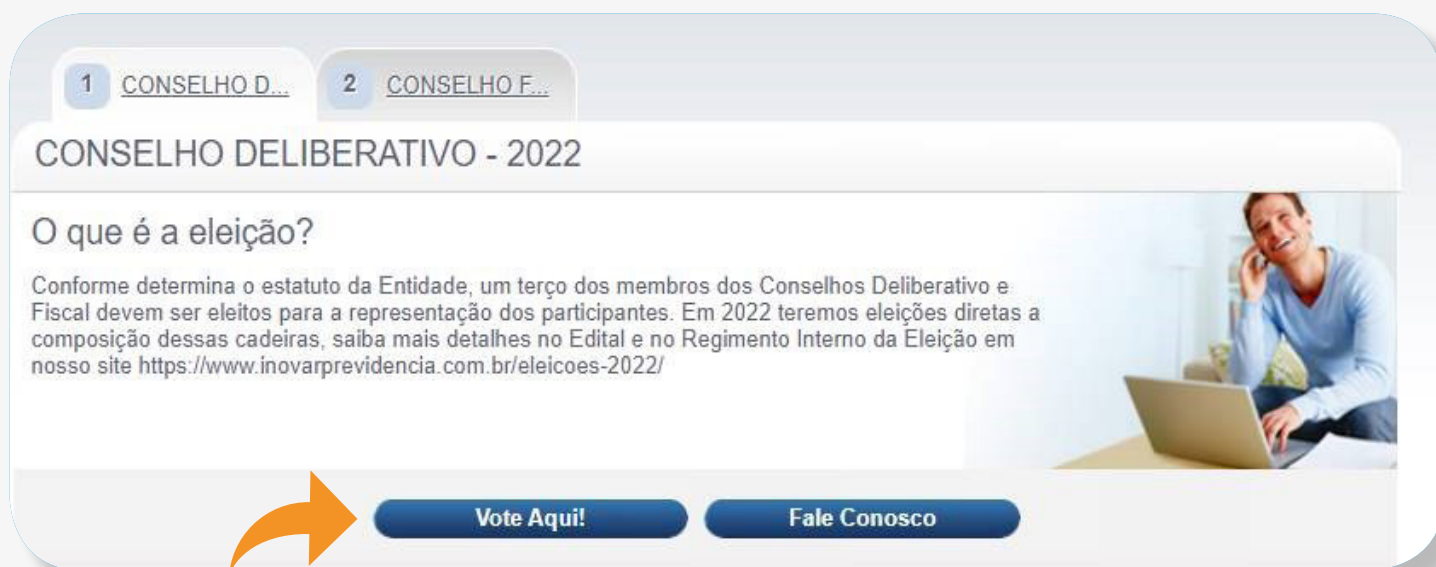 1 CONSELHO D... 2 CONSELHO F...
CONSELHO DELIBERATIVO - 2022
O que é a eleição?
Conforme determina o estatuto da Entidade, um terço dos membros dos Conselhos Deliberativo e
Fiscal devem ser eleitos para a representação dos participantes. Em 2022 teremos eleições diretas a
composição dessas cadeiras, saiba mais detalhes no Edital e no Regimento Interno da Eleição em
nosso site https://www.inovarprevidencia.com.br/eleicoes-2022/
Vote Aqui! Fale Conosco